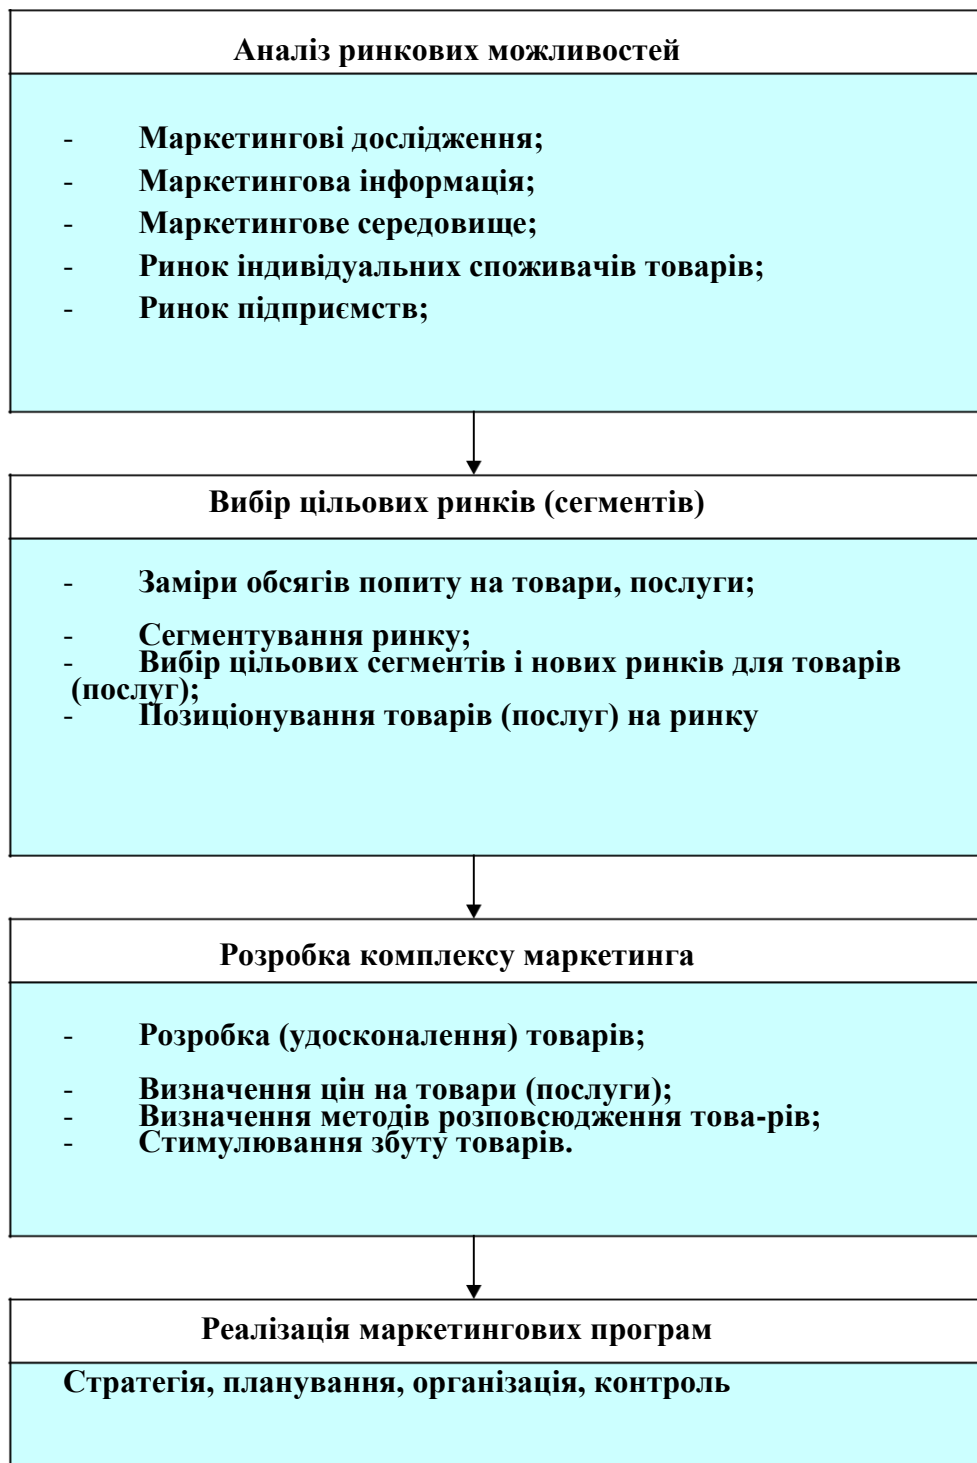 Аналіз ринкових можливостей
- Маркетингові дослідження;
- Маркетингова інформація;
- Маркетингове середовище;
- Ринок індивідуальних споживачів товарів;
- Ринок підприємств;
Вибір цільових ринків (сегментів)
- Заміри обсягів попиту на товари, послуги;
- Сегментування ринку;
- Вибір цільових сегментів і нових ринків для товарів
(послуг);
- Позиціонування товарів (послуг) на ринку
Розробка комплексу маркетинга
- Розробка (удосконалення) товарів;
- Визначення цін на товари (послуги);
- Визначення методів розповсюдження това-рів;
- Стимулювання збуту товарів.
Реалізація маркетингових програм
Стратегія, планування, організація, контроль